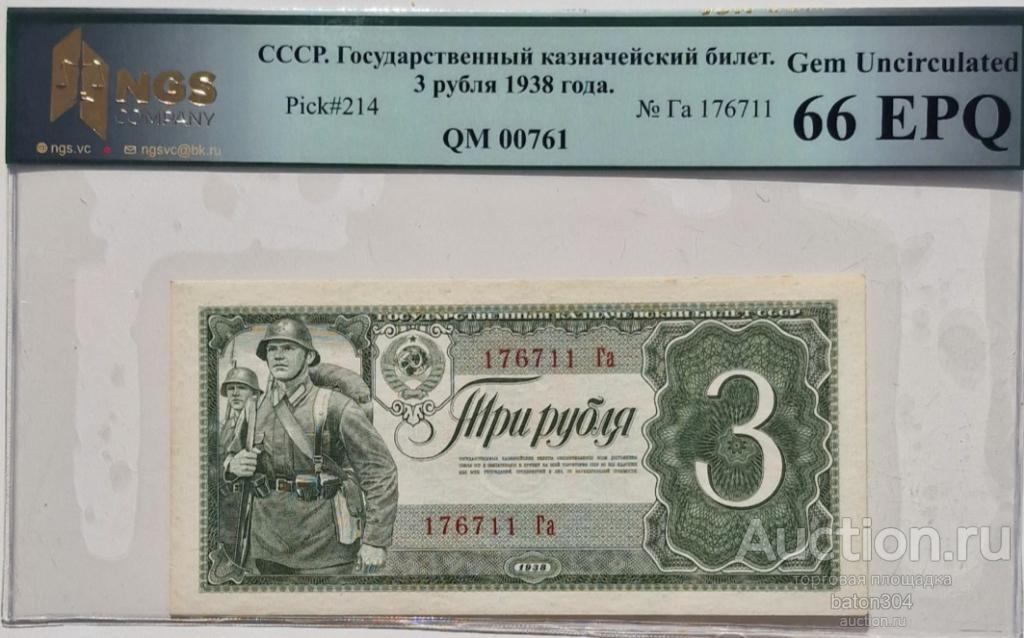 NGS
COMPANY
ngs.vc ngsvc@bk.ru
СССР. Государственный казначейский билет.
3 рубля 1938 года.
Pick#214
№ Га 176711
QM 00761
Gem Uncirculated
66 EPQ
ГОСУДАРСТВЕННЫЙ КАЗНАЧЕЙСКИЙ БИЛЕТ СССР
176711 Га
Три рубля
3
176711 Га
1938
Auction.ru
торговая площадка
baton304
auction.ru